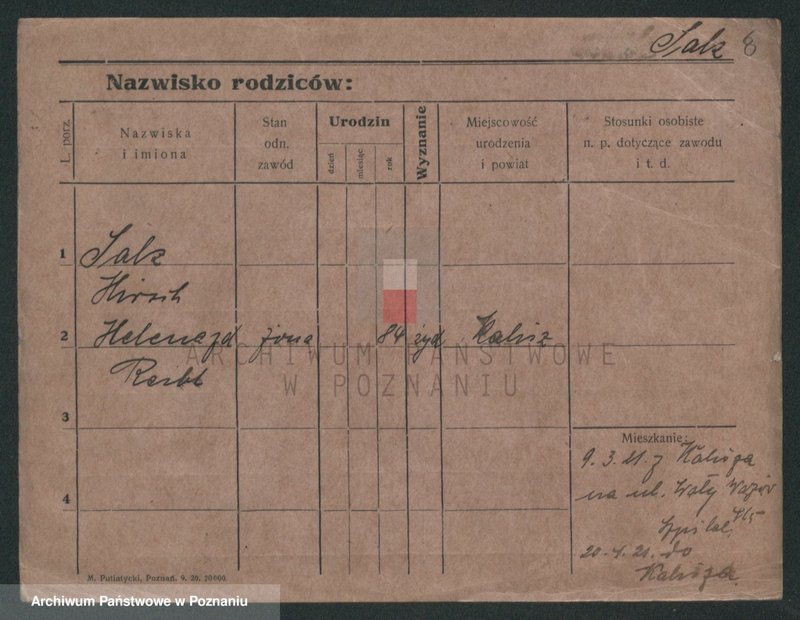 Salz 8
Nazwisko rodziców:
L. porz.
Nazwiska
i imiona
Stan
odn.
zawód
Urodzin
dzień
miesiąc
rok
Wyznanie
Miejscowość
urodzenia
i powiat
Stosunki osobiste
n. p. dotyczące zawodu
i t. d.
1 Salz
Hirsch
2 Helena zd żona 84 żyd Kalisz
ARCHIWUM PAŃSTWOWE
W POZNANIU
3
Mieszkanie:
9.3.21. z Kalisza
na ul. Wały Wazów
4
Szpital
20-4.21. do
Kalisza
M. Putiatycki, Poznań, 9. 20. 20000.
Archiwum Państwowe w Poznaniu